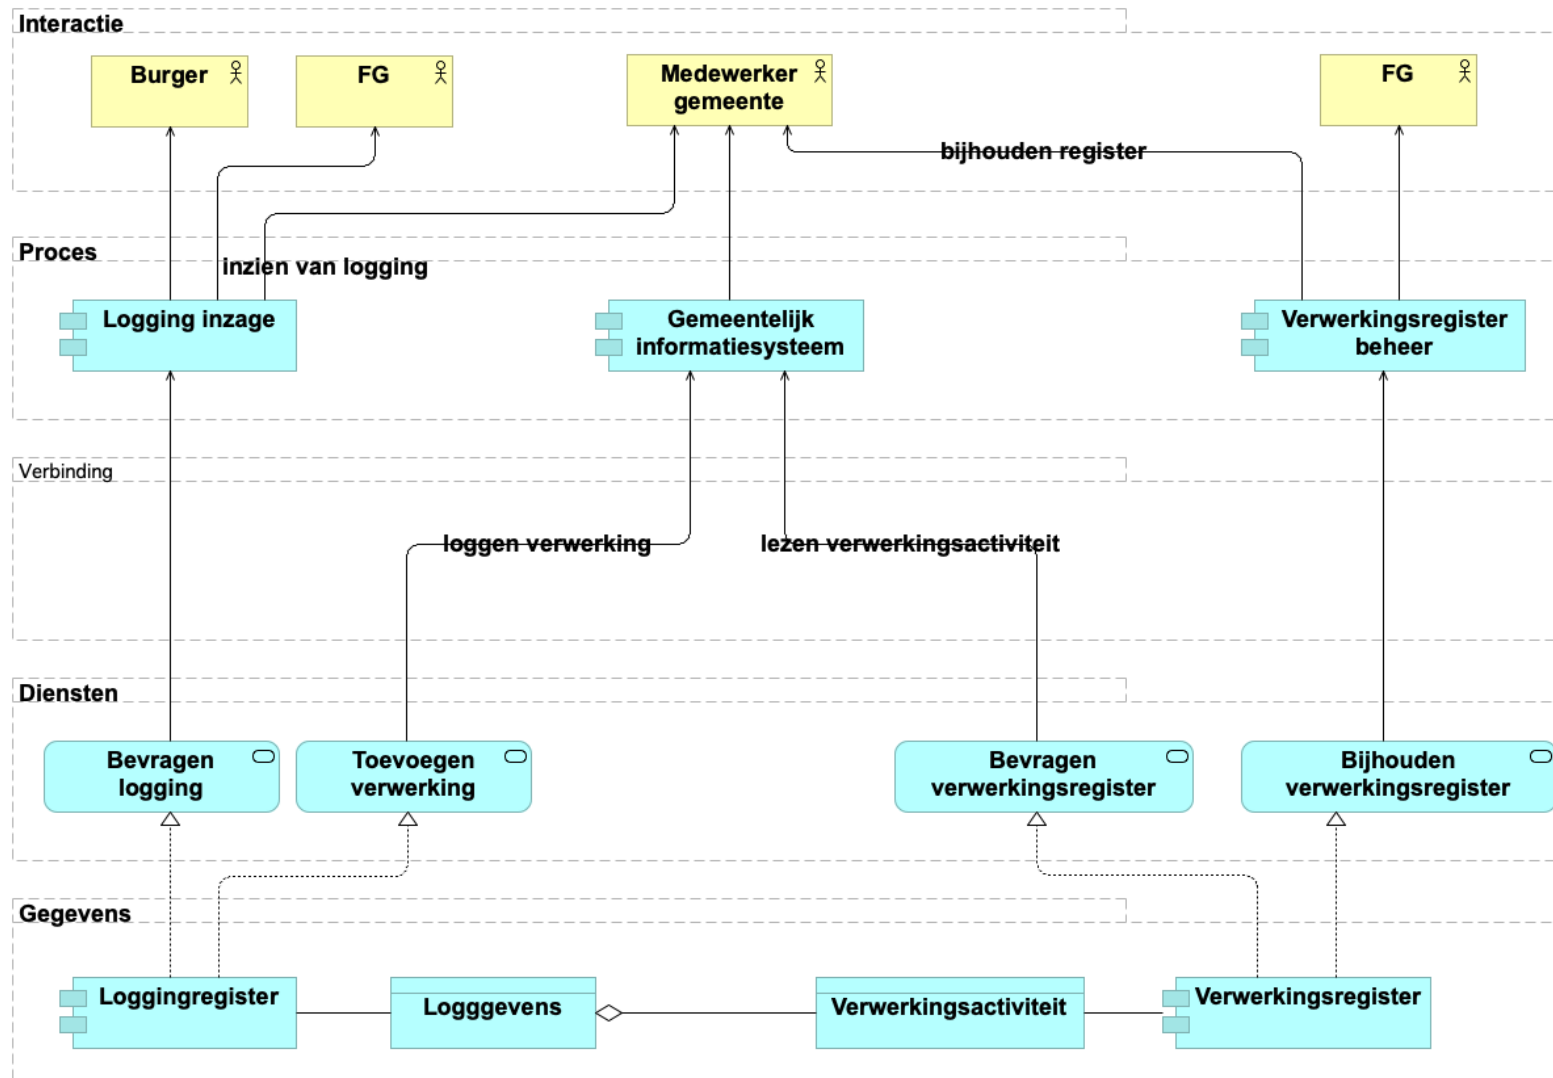 Interactie
Burger
FG
Medewerker
gemeente
FG
bijhouden register
Proces
inzien van logging
Logging inzage
Gemeentelijk
informatiesysteem
Verwerkingsregister
beheer
Verbinding
loggen verwerking
lezen verwerkingsactiviteit
Diensten
Bevragen
logging
Toevoegen
verwerking
Bevragen
verwerkingsregister
Bijhouden
verwerkingsregister
Gegevens
Loggingregister
Logggevens
Verwerkingsactiviteit
Verwerkingsregister